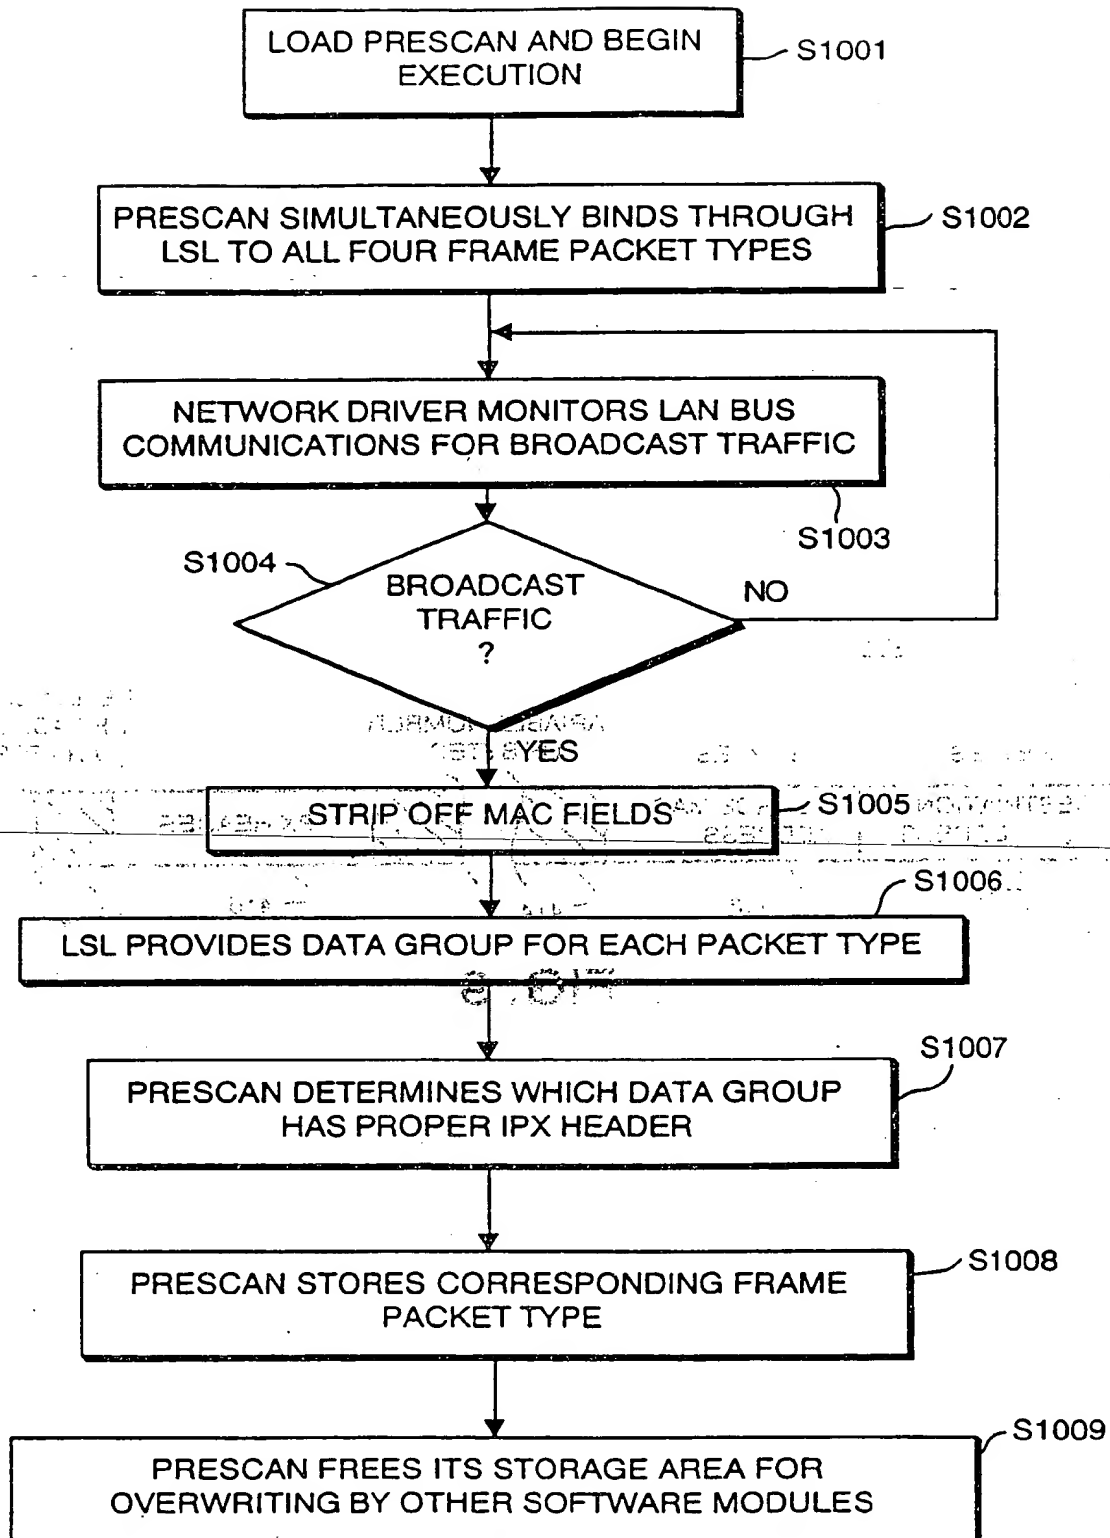 LOAD PRESCAN AND BEGIN
EXECUTION
S1001
PRESCAN SIMULTANEOUSLY BINDS THROUGH
LSL TO ALL FOUR FRAME PACKET TYPES
S1002
NETWORK DRIVER MONITORS LAN BUS
COMMUNICATIONS FOR BROADCAST TRAFFIC
S1003
S1004
BROADCAST
TRAFFIC
?
NO
YES
STRIP OFF MAC FIELDS
S1005
S1006
LSL PROVIDES DATA GROUP FOR EACH PACKET TYPE
S1007
PRESCAN DETERMINES WHICH DATA GROUP
HAS PROPER IPX HEADER
PRESCAN STORES CORRESPONDING FRAME
PACKET TYPE
S1008
S1009
PRESCAN FREES ITS STORAGE AREA FOR
OVERWRITING BY OTHER SOFTWARE MODULES